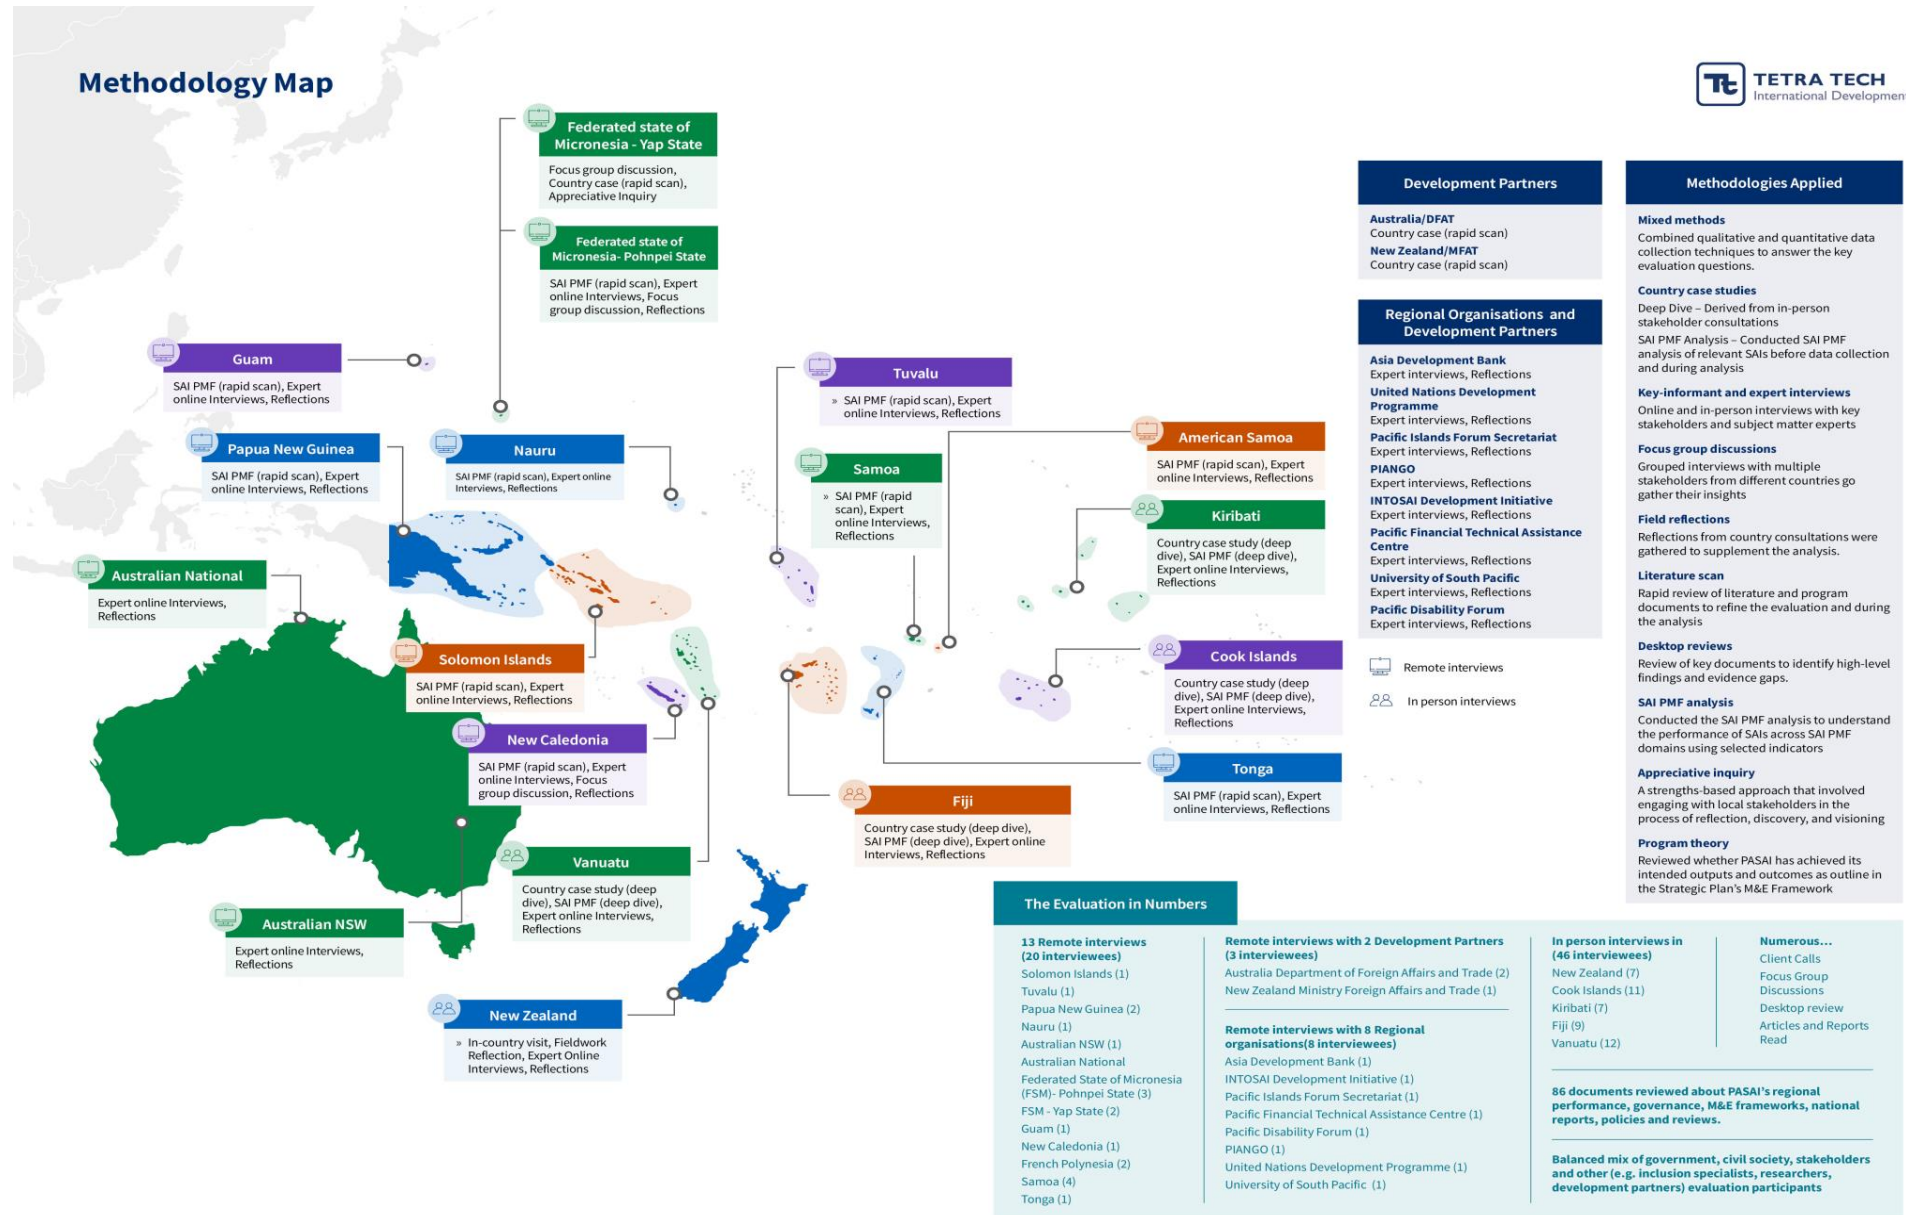 Methodology Map
TETRA TECH
International Developmen
Federated state of
Micronesia - Yap State
Focus group discussion,
Country case (rapid scan),
Appreciative Inquiry
Federated state of
Micronesia- Pohnpei State
SAI PMF (rapid scan), Expert
online Interviews, Focus
group discussion, Reflections
Guam
SAI PMF (rapid scan), Expert
online Interviews, Reflections
Papua New Guinea
SAI PMF (rapid scan), Expert
online Interviews, Reflections
Nauru
SAI PMF (rapid scan), Expert online
Interviews, Reflections
Tuvalu
» SAI PMF (rapid scan), Expert
online Interviews, Reflections
Samoa
» SAI PMF (rapid
scan), Expert
online Interviews,
Reflections
American Samoa
SAI PMF (rapid scan), Expert
online Interviews, Reflections
Kiribati
Country case study (deep
dive), SAI PMF (deep dive),
Expert online Interviews,
Reflections
Australian National
Expert online Interviews,
Reflections
Solomon Islands
SAI PMF (rapid scan), Expert
online Interviews, Reflections
Cook Islands
Country case study (deep
dive), SAI PMF (deep dive),
Expert online Interviews,
Reflections
New Caledonia
SAI PMF (rapid scan), Expert
online Interviews, Focus
group discussion, Reflections
Tonga
SAI PMF (rapid scan), Expert
online Interviews, Reflections
Fiji
Country case study (deep dive),
SAI PMF (deep dive), Expert online
Interviews, Reflections
Vanuatu
Country case study (deep
dive), SAI PMF (deep dive),
Expert online Interviews,
Reflections
Australian NSW
Expert online Interviews,
Reflections
New Zealand
» In-country visit, Fieldwork
Reflection, Expert Online
Interviews, Reflections
Development Partners
Australia/DFAT
Country case (rapid scan)
New Zealand/MFAT
Country case (rapid scan)
Regional Organisations and
Development Partners
Asia Development Bank
Expert interviews, Reflections
United Nations Development
Programme
Expert interviews, Reflections
Pacific Islands Forum Secretariat
Expert interviews, Reflections
PIANGO
Expert interviews, Reflections
INTOSAI Development Initiative
Expert interviews, Reflections
Pacific Financial Technical Assistance
Centre
Expert interviews, Reflections
University of South Pacific
Expert interviews, Reflections
Pacific Disability Forum
Expert interviews, Reflections
Remote interviews
In person interviews
Methodologies Applied
Mixed methods
Combined qualitative and quantitative data
collection techniques to answer the key
evaluation questions.
Country case studies
Deep Dive – Derived from in-person
stakeholder consultations
SAI PMF Analysis – Conducted SAI PMF
analysis of relevant SAIs before data collection
and during analysis
Key-informant and expert interviews
Online and in-person interviews with key
stakeholders and subject matter experts
Focus group discussions
Grouped interviews with multiple
stakeholders from different countries go
gather their insights
Field reflections
Reflections from country consultations were
gathered to supplement the analysis.
Literature scan
Rapid review of literature and program
documents to refine the evaluation and during
the analysis
Desktop reviews
Review of key documents to identify high-level
findings and evidence gaps.
SAI PMF analysis
Conducted the SAI PMF analysis to understand
the performance of SAIs across SAI PMF
domains using selected indicators
Appreciative inquiry
A strengths-based approach that involved
engaging with local stakeholders in the
process of reflection, discovery, and visioning
Program theory
Reviewed whether PASAI has achieved its
intended outputs and outcomes as outline in
the Strategic Plan's M&E Framework
The Evaluation in Numbers
13 Remote interviews
(20 interviewees)
Solomon Islands (1)
Tuvalu (1)
Papua New Guinea (2)
Nauru (1)
Australian NSW (1)
Australian National
Federated State of Micronesia
(FSM)- Pohnpei State (3)
FSM - Yap State (2)
Guam (1)
New Caledonia (1)
French Polynesia (2)
Samoa (4)
Tonga (1)
Remote interviews with 2 Development Partners
(3 interviewees)
Australia Department of Foreign Affairs and Trade (2)
New Zealand Ministry Foreign Affairs and Trade (1)
Remote interviews with 8 Regional
organisations(8 interviewees)
Asia Development Bank (1)
INTOSAI Development Initiative (1)
Pacific Islands Forum Secretariat (1)
Pacific Financial Technical Assistance Centre (1)
Pacific Disability Forum (1)
PIANGO (1)
United Nations Development Programme (1)
University of South Pacific (1)
In person interviews in
(46 interviewees)
New Zealand (7)
Cook Islands (11)
Kiribati (7)
Fiji (9)
Vanuatu (12)
Numerous...
Client Calls
Focus Group
Discussions
Desktop review
Articles and Reports
Read
86 documents reviewed about PASAI's regional
performance, governance, M&E frameworks, national
reports, policies and reviews.
Balanced mix of government, civil society, stakeholders
and other (e.g. inclusion specialists, researchers,
development partners) evaluation participants